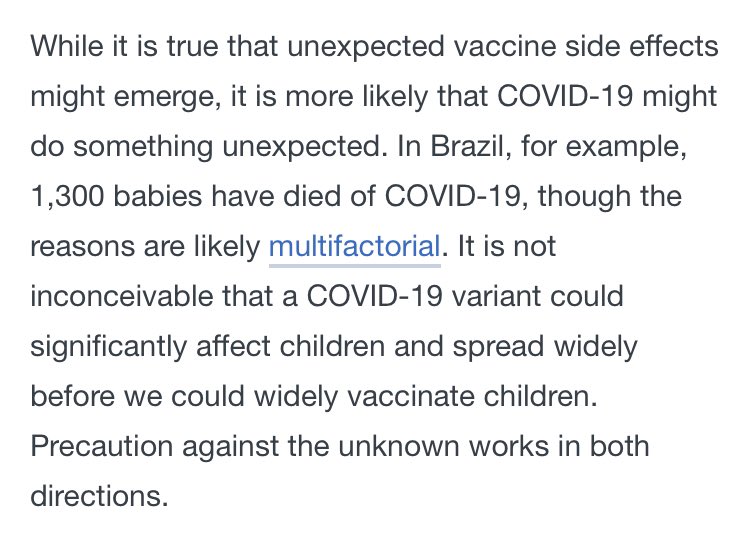 While it is true that unexpected vaccine side effects
might emerge, it is more likely that COVID-19 might
do something unexpected. In Brazil, for example,
1,300 babies have died of COVID-19, though the
reasons are likely multifactorial. It is not
inconceivable that a COVID-19 variant could
significantly affect children and spread widely
before we could widely vaccinate children.
Precaution against the unknown works in both
directions.